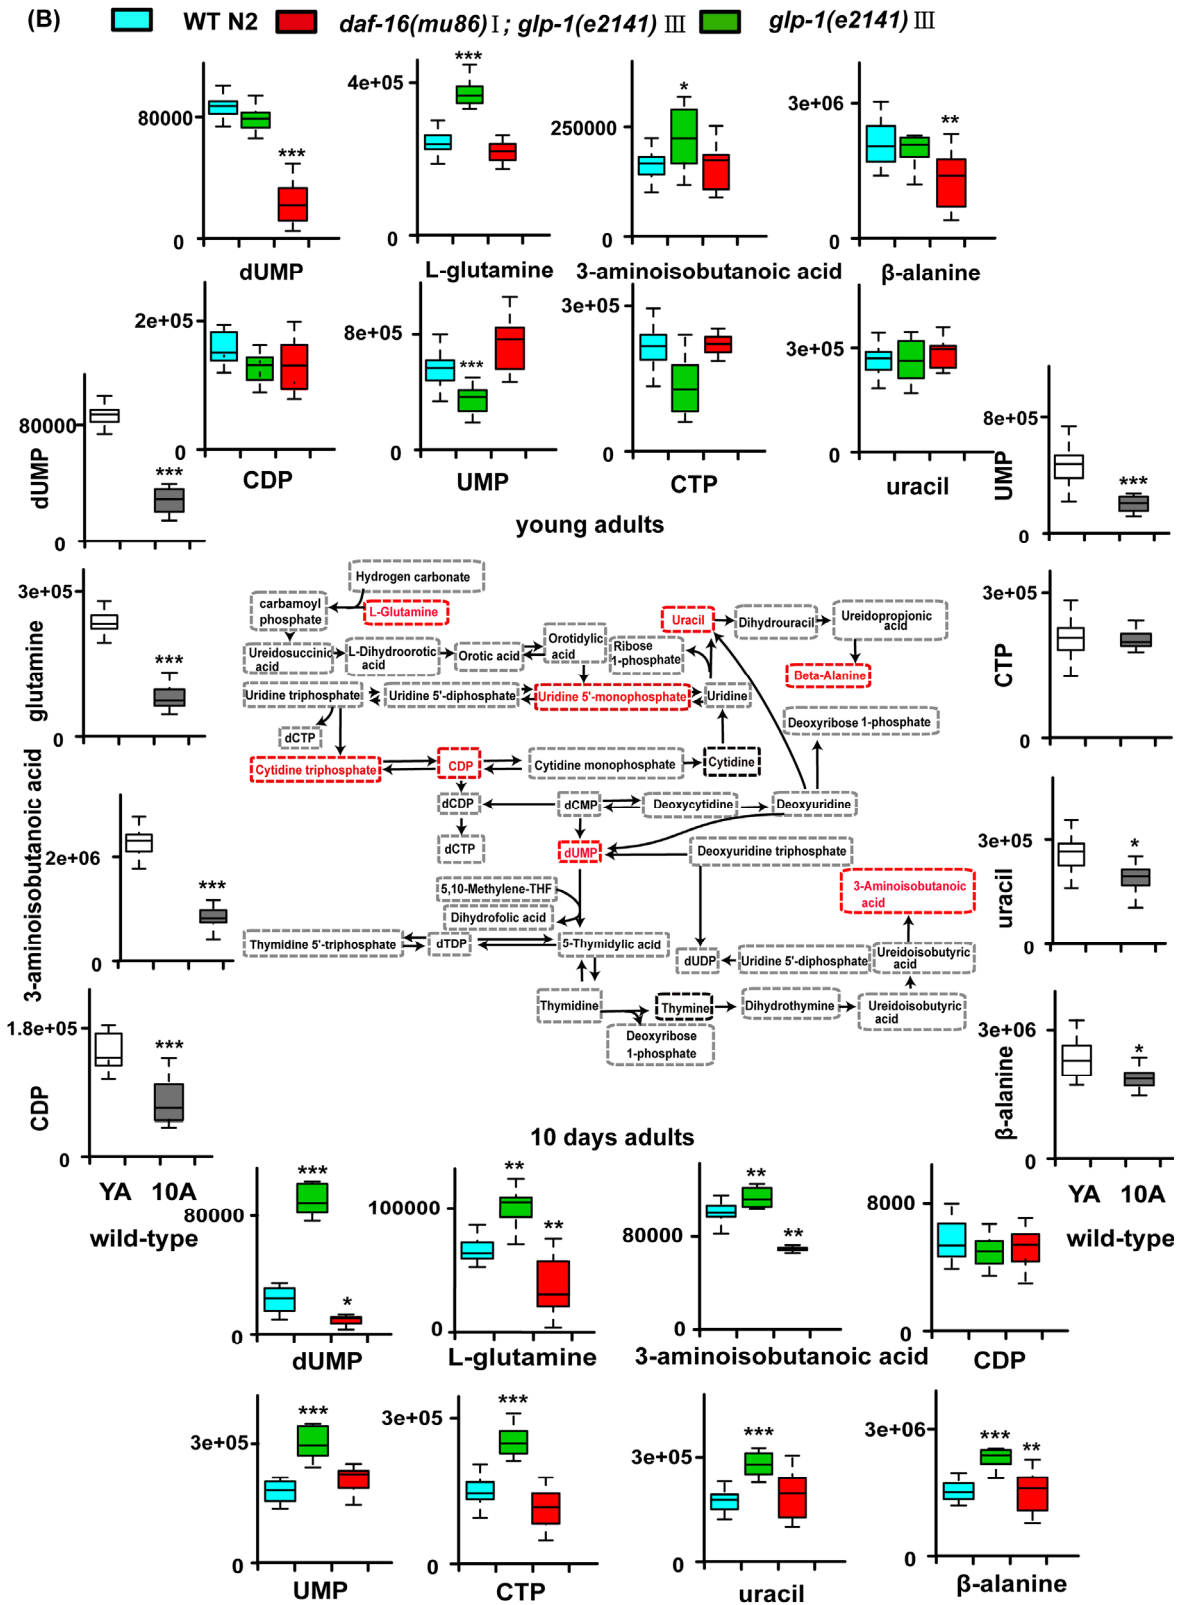 (B) WT N2 daf-16(mu86) I ; glp-1(e2141) III glp-1(e2141) III
80000
0
***
dUMP
4e+05
0
***
L-glutamine
250000
0
*
3-aminoisobutanoic acid
3e+06
0
**
β-alanine
2e+05
0
CDP
8e+05
0
***
UMP
3e+05
0
CTP
3e+05
0
uracil
80000
0
dUMP
***
3e+05
0
glutamine
***
2e+06
0
3-aminoisobutanoic acid
***
1.8e+05
0
CDP
***
YA 10A
wild-type
8e+05
0
UMP
***
3e+05
0
CTP
3e+05
0
uracil
*
3e+06
0
β-alanine
*
YA 10A
wild-type
young adults
Hydrogen carbonate
carbamoyl
phosphate
L-Glutamine
Ureidosuccinic
acid
L-Dihydroorotic
acid
Orotic acid
Orotidylic
acid
Ribose
1-phosphate
Uracil
Dihydrouracil
Ureidopropionic
acid
Beta-Alanine
Uridine triphosphate
Uridine 5'-diphosphate
Uridine 5'-monophosphate
Uridine
Deoxyribose 1-phosphate
dCTP
Cytidine triphosphate
CDP
Cytidine monophosphate
Cytidine
dCDP
dCMP
Deoxycytidine
Deoxyuridine
dCTP
dUMP
Deoxyuridine triphosphate
5,10-Methylene-THF
Dihydrofolic acid
3-Aminoisobutanoic
acid
Thymidine 5'-triphosphate
dTDP
5-Thymidylic acid
dUDP
Uridine 5'-diphosphate
Ureidoisobutyric
acid
Thymidine
Thymine
Dihydrothymine
Ureidoisobutyric
acid
Deoxyribose
1-phosphate
10 days adults
80000
0
***
*
dUMP
100000
0
**
**
L-glutamine
80000
0
**
**
3-aminoisobutanoic acid
8000
0
CDP
3e+05
0
***
UMP
3e+05
0
***
CTP
3e+05
0
***
uracil
3e+06
0
***
**
β-alanine